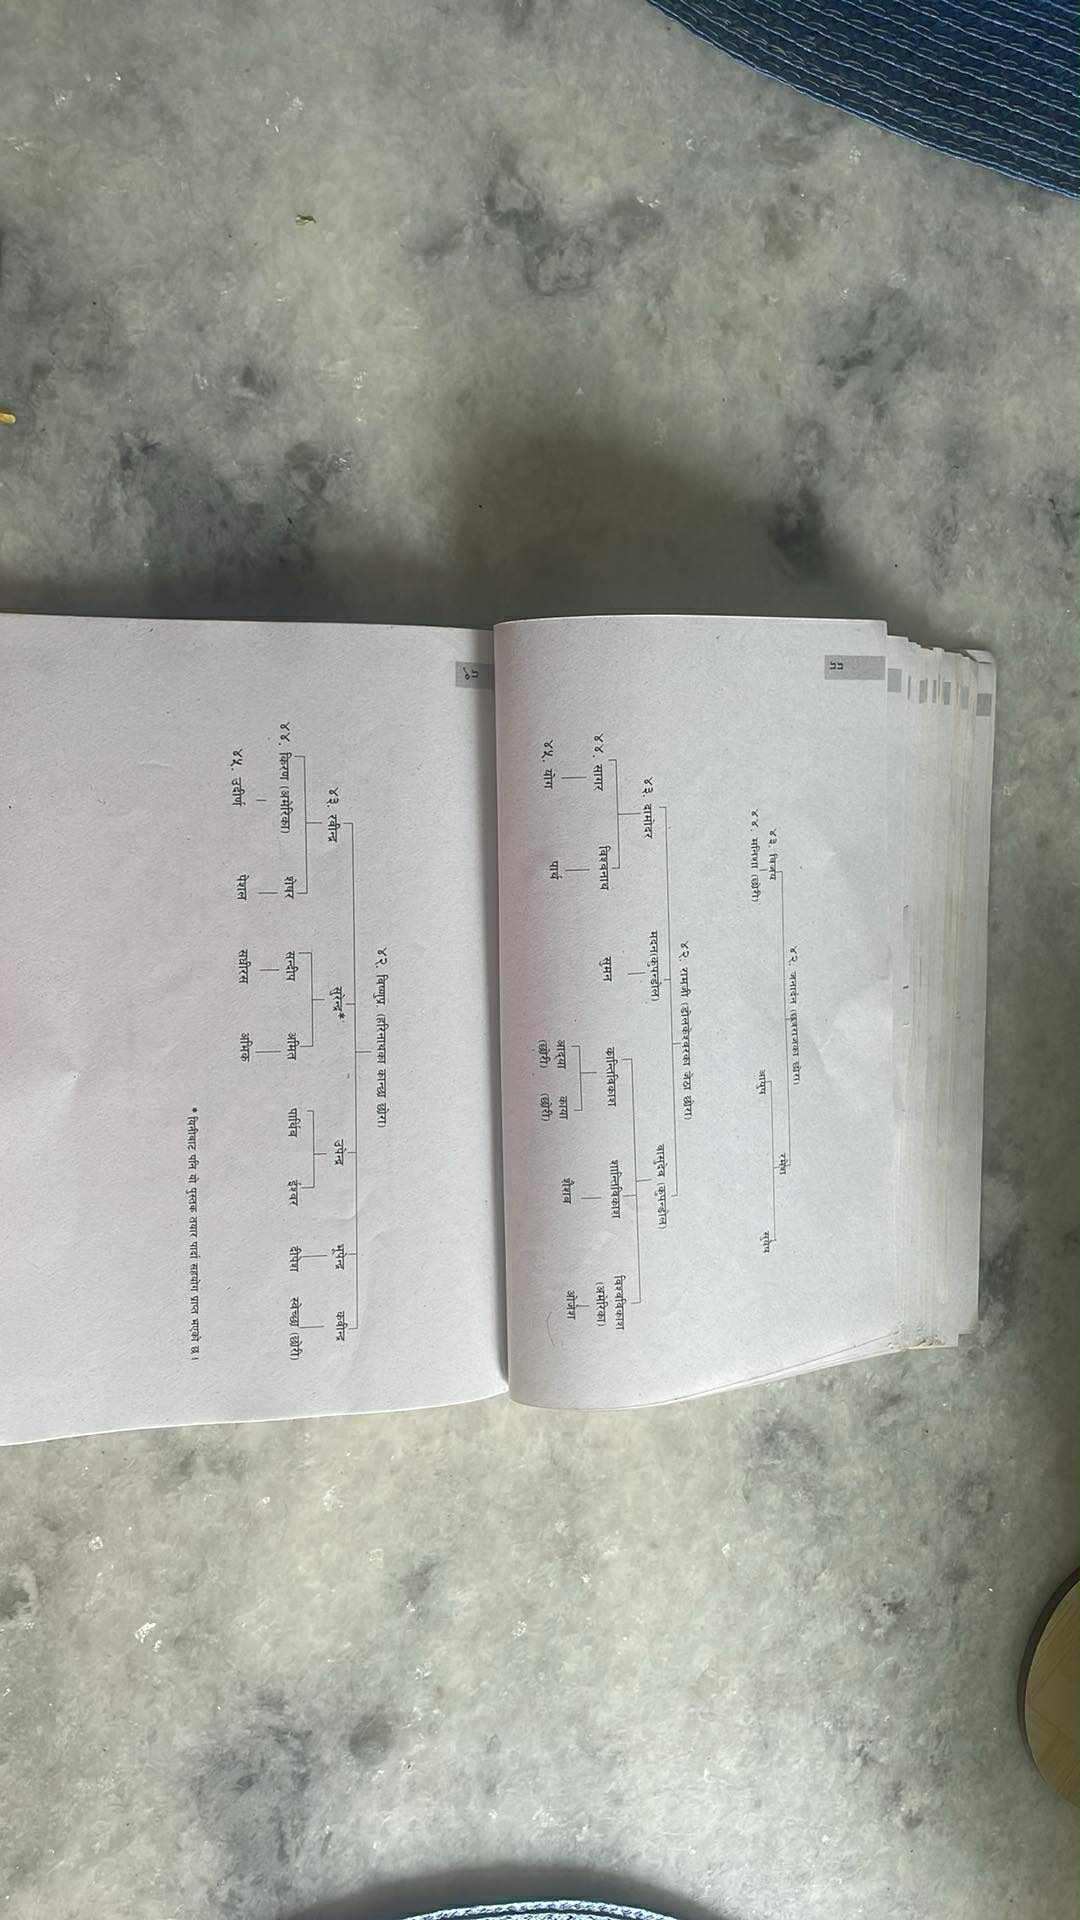 ८८
४२. जनार्दन (छत्रराजका छोरा)
४३. विजय रमेश
४४. मनिशा (छोरी) आयुष सुयेष
४२. रामजी (डोलकेश्वरका जेठा छोरा)
४३. दामोदर मदन(कुपन्डोल) वासुदेव (कुपन्डोल)
४४. सागर विश्वनाथ सुमन कान्तिविकाश शान्तिविकाश विश्वविकाश
(अमेरिका)
४५. योग पार्थ आद्या काया शैशव ओजेश
(छोरी) (छोरी)
८९
४२. विष्णुप्र. (हरिनाथका कान्छा छोरा)
४३. रवीन्द्र सुरेन्द्र* उपेन्द्र भूपेन्द्र कवीन्द्र
४४. किरण (अमेरिका) शेषर सन्दीप अमित पार्थिव ईश्वर दीपेश स्वेच्छा (छोरी)
४५. उदीर्ण पेशल सधीरस अभिक
* यिनीबाट पनि यो पुस्तक तयार पार्दा सहयोग प्राप्त भएको छ ।